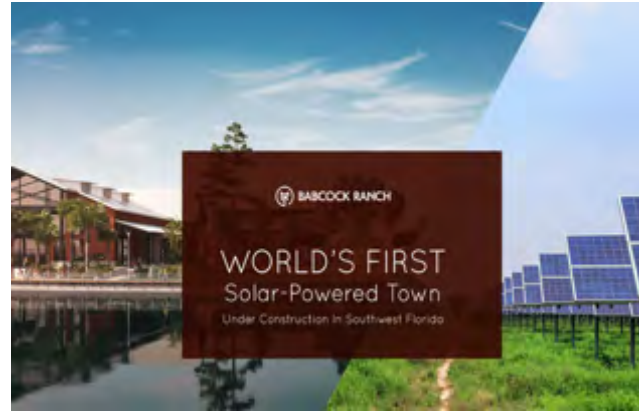 BABCOCK RANCH
WORLD'S FIRST
Solar-Powered Town
Under Construction In Southwest Florida